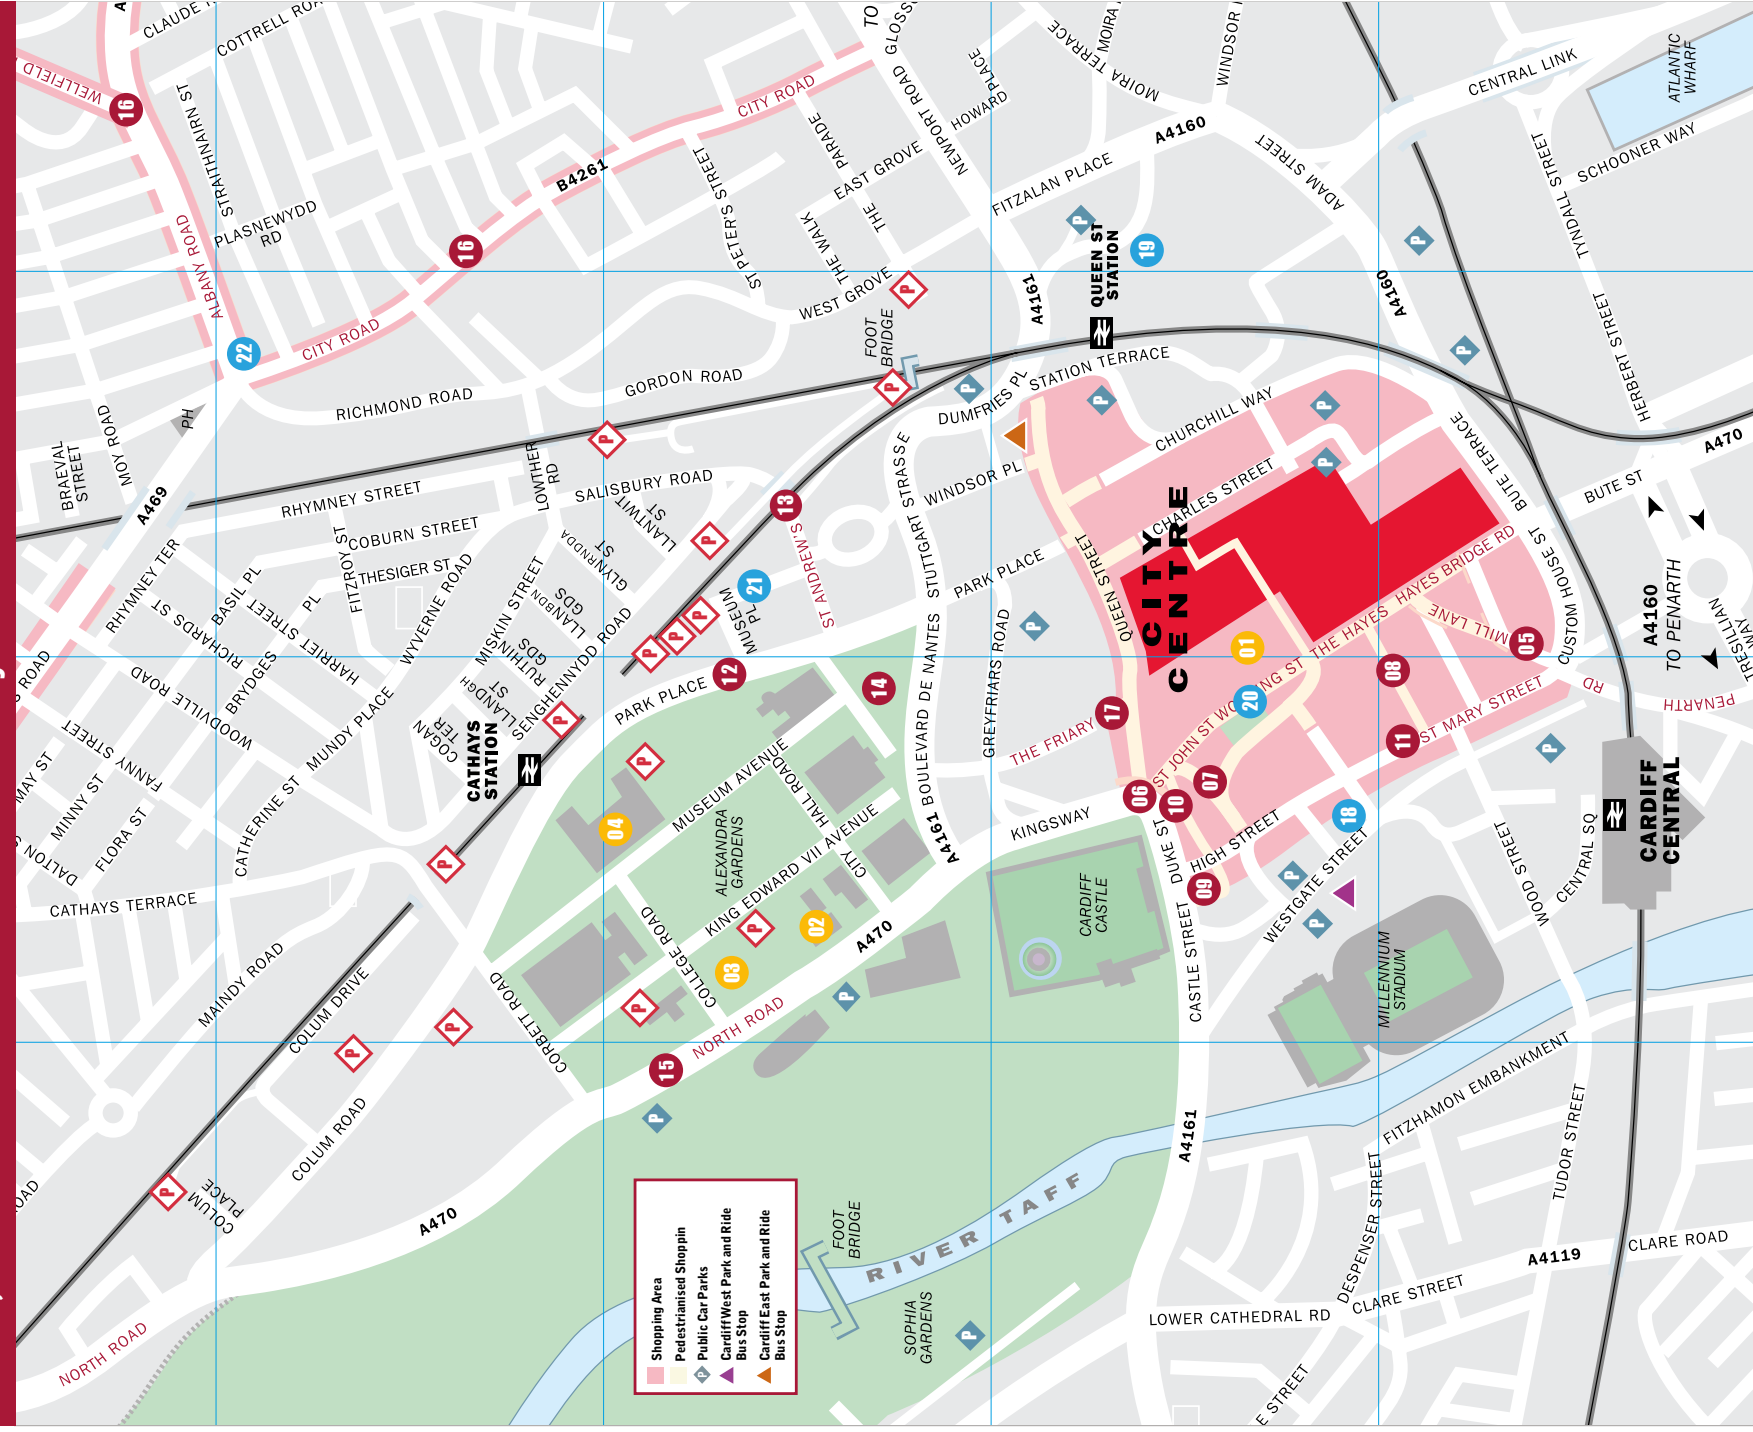 WELLFIELD
CLAUDE
COTTRELL
16
STRAITHNAIRN ST
PLASNEWYDD
RD
ALBANY ROAD
16
CITY ROAD
B4261
CITY ROAD
22
MOY ROAD
BRAEVAL
STREET
PH
A469
RICHMOND ROAD
GORDON ROAD
ST PETER'S STREET
THE PARADE
THE WALK
EAST GROVE
WEST GROVE
FOOT
BRIDGE
TO
GLOSS
NEWPORT ROAD
HOWARD
PLACE
MOIRA TERRACE
MOIRA
WINDSOR
A4160
FITZALAN PLACE
ADAM STREET
CENTRAL LINK
ATLANTIC
WHARF
SCHOONER WAY
TYNDALL STREET
HERBERT STREET
QUEEN ST
STATION
19
A4161
A4160
STATION TERRACE
DUMFRIES PL
WINDSOR PL
CHURCHILL WAY
CHARLES STREET
BUTE TERRACE
BUTE ST
A470
A4160
TO PENARTH
TRESILLIAN
WAY
PENARTH
RD
RHYMNEY STREET
LOWTHER
RD
SALISBURY ROAD
LLANTWIT
ST
COBURN STREET
THESIGER ST
FITZROY ST
GLYNRNDA
ST
LLANBDSN
GDS
MISKIN STREET
RUTHIN
GDS
LLANDGH
ST
COGAN
TER
SENGHENNYDD ROAD
WYVERNE ROAD
RHYMNEY TER
RICHARDS ST
BASIL PL
HARRIET STREET
BRYDGES
PL
WOODVILLE ROAD
FANNY STREET
MUNDY PLACE
CATHERINE ST
MAY ST
MINNY ST
FLORA ST
DALTON ST
S ROAD
CATHAYS TERRACE
CATHAYS
STATION
MAINDY ROAD
COLUM DRIVE
COLUM ROAD
COLUM
PLACE
OAD
NORTH ROAD
A470
CORBETT ROAD
13
ST ANDREW'S
21
MUSEUM
PL
12
PARK PLACE
14
STUTTGART STRASSE
BOULEVARD DE NANTES
PARK PLACE
GREYFRIARS ROAD
THE FRIARY
17
QUEEN STREET
QUEEN STREET
CITY
CENTRE
01
20
ST JOHN ST
WORKING ST
THE HAYES
HAYES BRIDGE RD
MILL LANE
05
08
11
ST MARY STREET
CUSTOM HOUSE ST
04
MUSEUM AVENUE
ALEXANDRA
GARDENS
KING EDWARD VII AVENUE
CITY HALL ROAD
COLLEGE ROAD
02
03
A470
A4161
NORTH ROAD
15
KINGSWAY
06
10
07
DUKE ST
HIGH STREET
09
18
WESTGATE STREET
CASTLE STREET
CARDIFF
CASTLE
MILLENNIUM
STADIUM
WOOD STREET
CENTRAL SQ
CARDIFF
CENTRAL
A4161
FITZHAMON EMBANKMENT
TUDOR STREET
DESPENSER STREET
CLARE STREET
A4119
CLARE ROAD
LOWER CATHEDRAL RD
E STREET
RIVER TAFF
FOOT
BRIDGE
SOPHIA
GARDENS
Shopping Area
Pedestrianised Shoppin
Public Car Parks
Cardiff West Park and Ride
Bus Stop
Cardiff East Park and Ride
Bus Stop